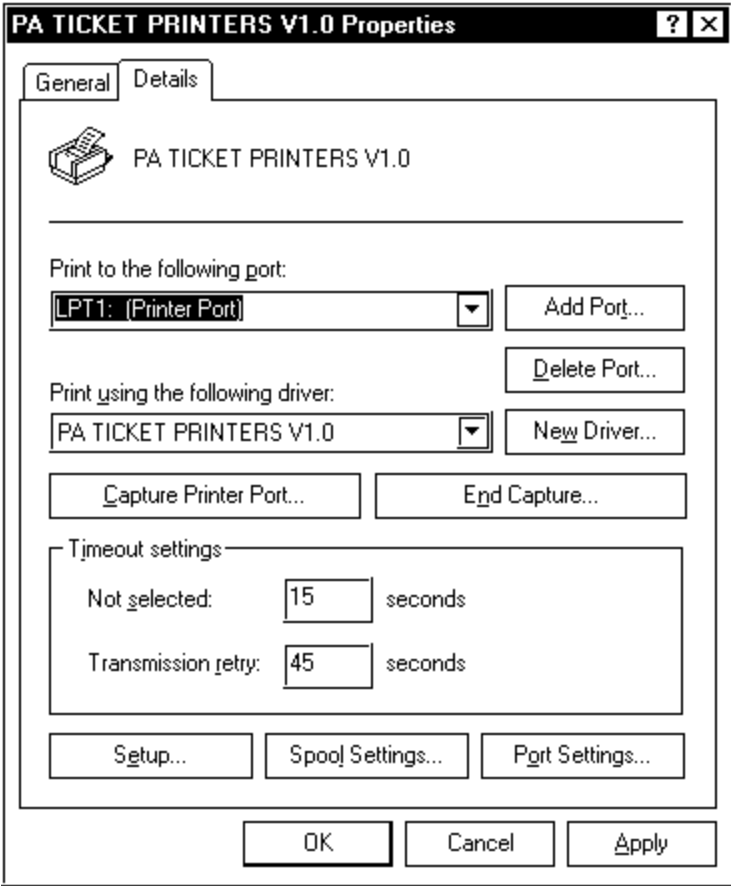 PA TICKET PRINTERS V1.0 Properties ? ×
General Details
PA TICKET PRINTERS V1.0
Print to the following port:
LPT1: (Printer Port) Add Port...
Delete Port...
Print using the following driver:
PA TICKET PRINTERS V1.0 New Driver...
Capture Printer Port... End Capture...
Timeout settings
Not selected: 15 seconds
Transmission retry: 45 seconds
Setup... Spool Settings... Port Settings...
OK Cancel Apply